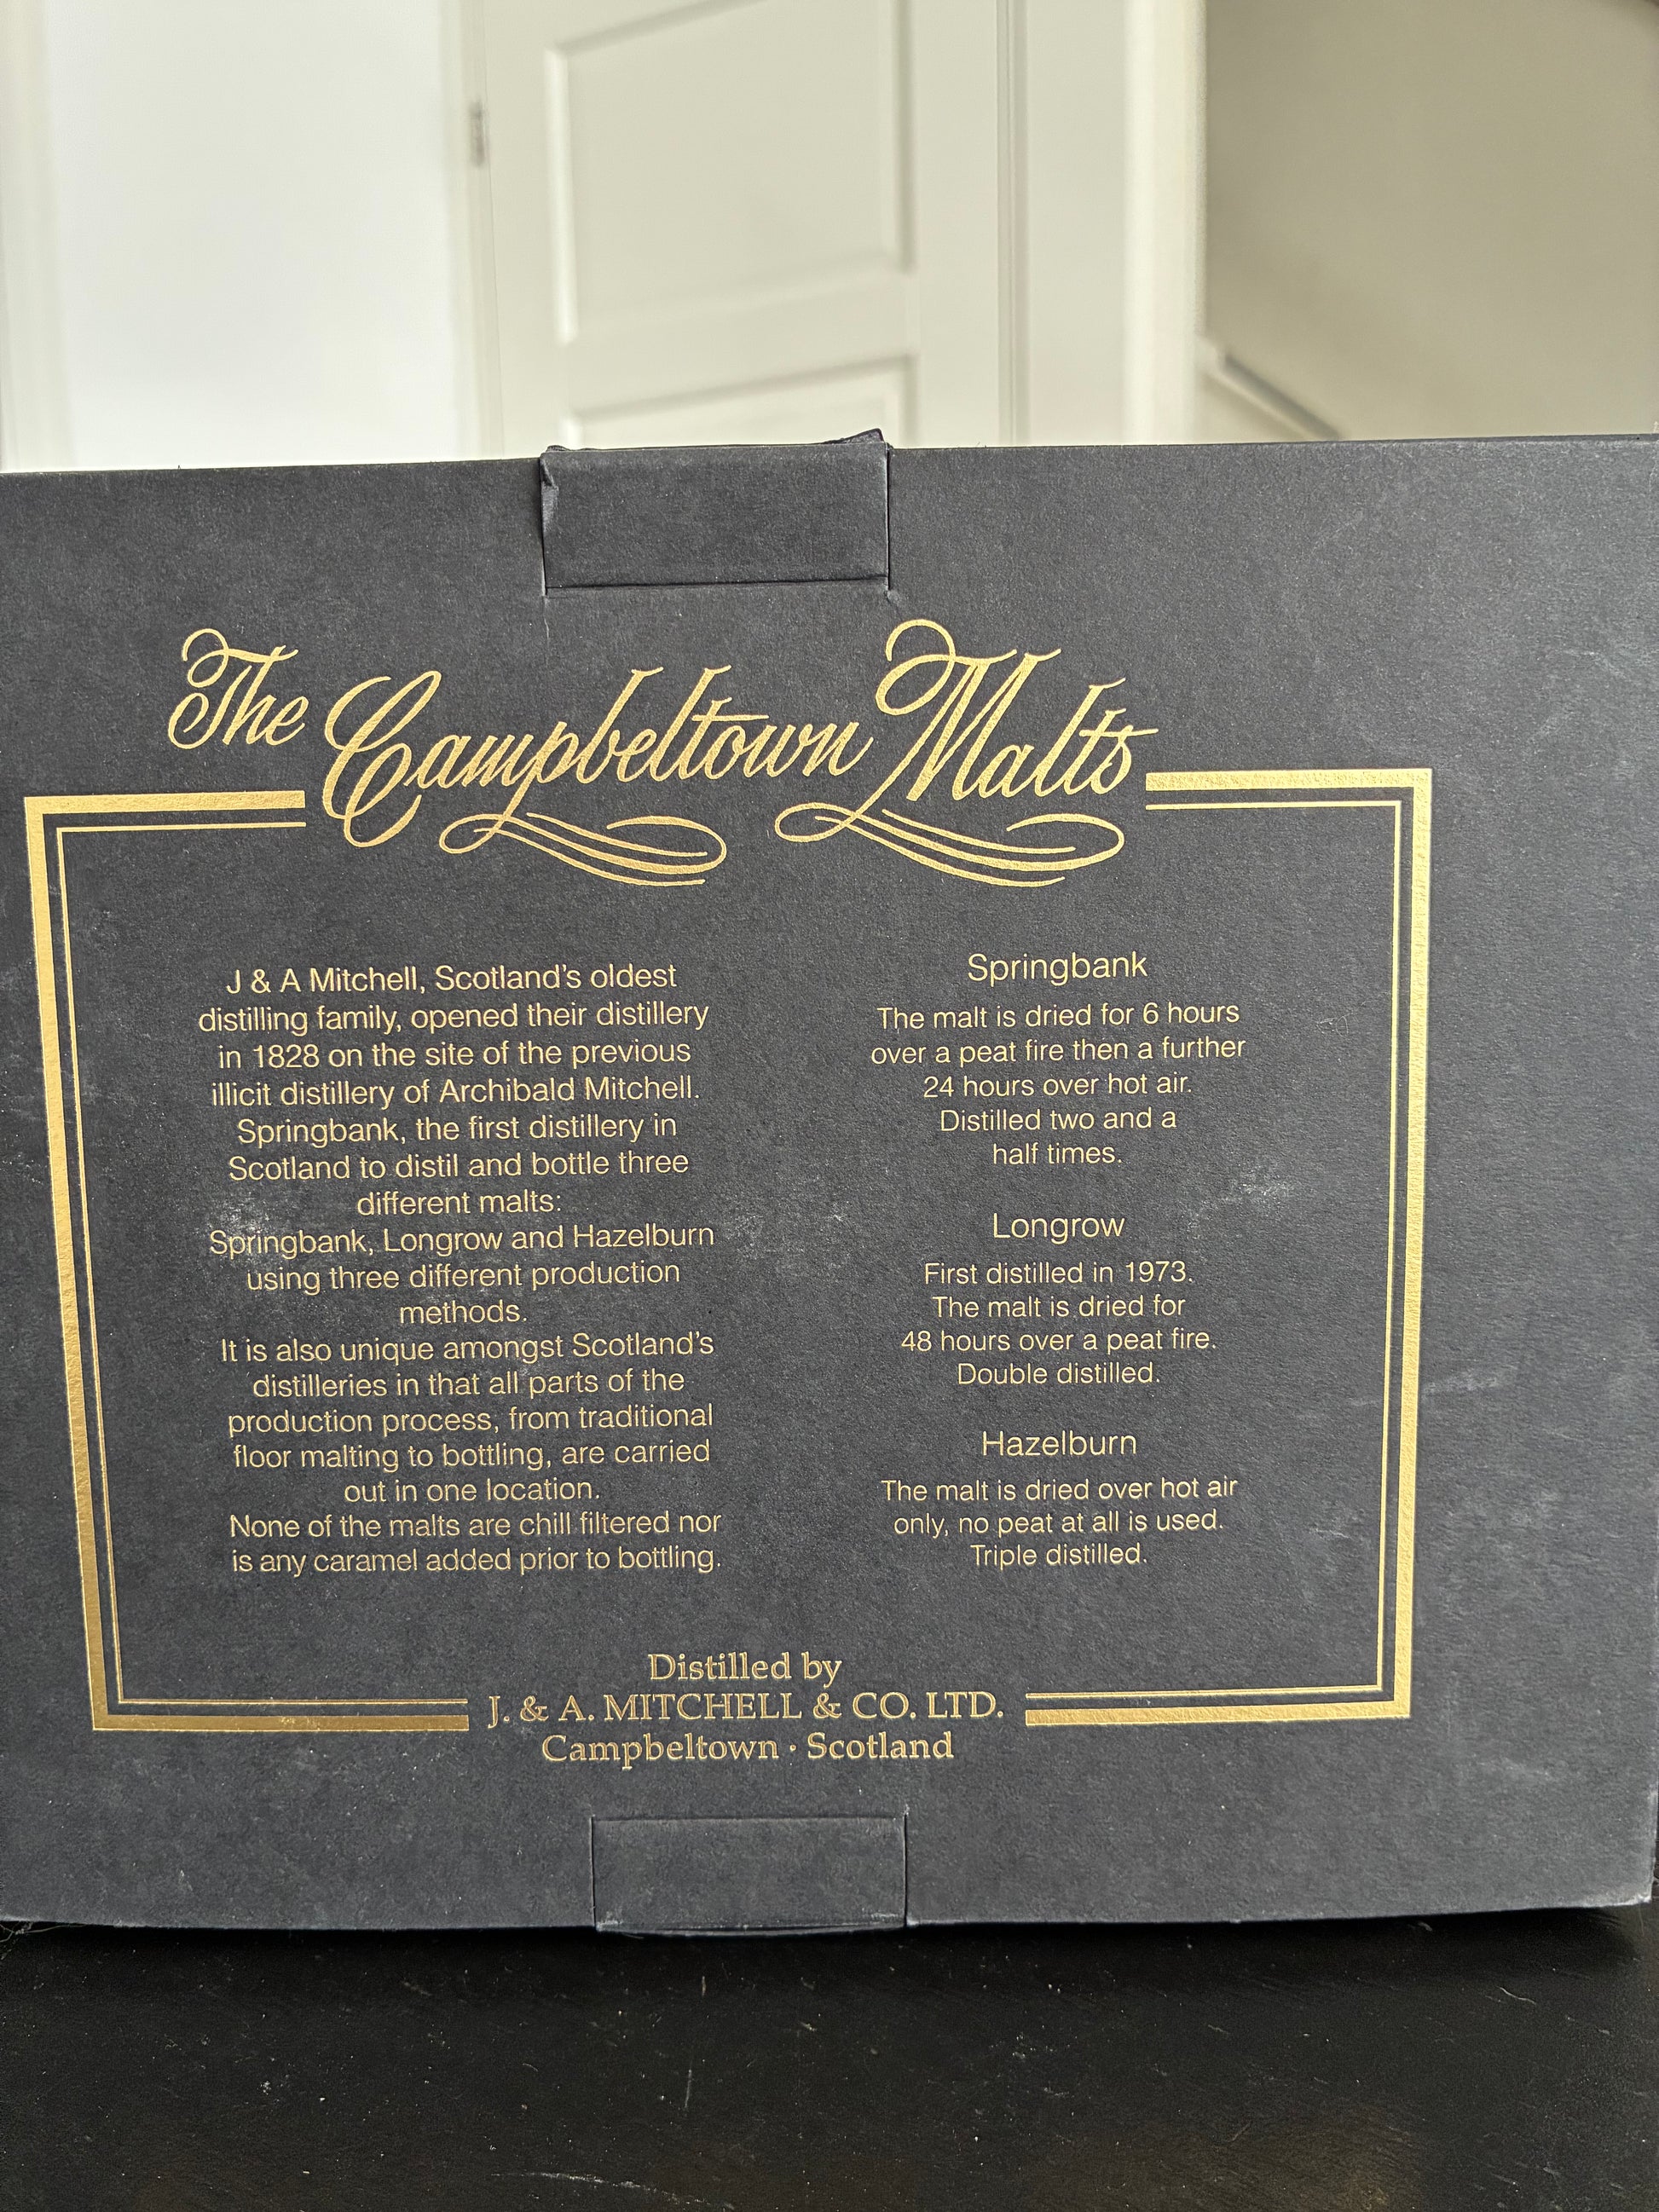 The Campbeltown Malts
J & A Mitchell, Scotland's oldest
distilling family, opened their distillery
in 1828 on the site of the previous
illicit distillery of Archibald Mitchell.
Springbank, the first distillery in
Scotland to distil and bottle three
different malts:
Springbank, Longrow and Hazelburn
using three different production
methods.
It is also unique amongst Scotland's
distilleries in that all parts of the
production process, from traditional
floor malting to bottling, are carried
out in one location.
None of the malts are chill filtered nor
is any caramel added prior to bottling.
Springbank
The malt is dried for 6 hours
over a peat fire then a further
24 hours over hot air.
Distilled two and a
half times.
Longrow
First distilled in 1973.
The malt is dried for
48 hours over a peat fire.
Double distilled.
Hazelburn
The malt is dried over hot air
only, no peat at all is used.
Triple distilled.
Distilled by
J. & A. MITCHELL & CO. LTD.
Campbeltown · Scotland